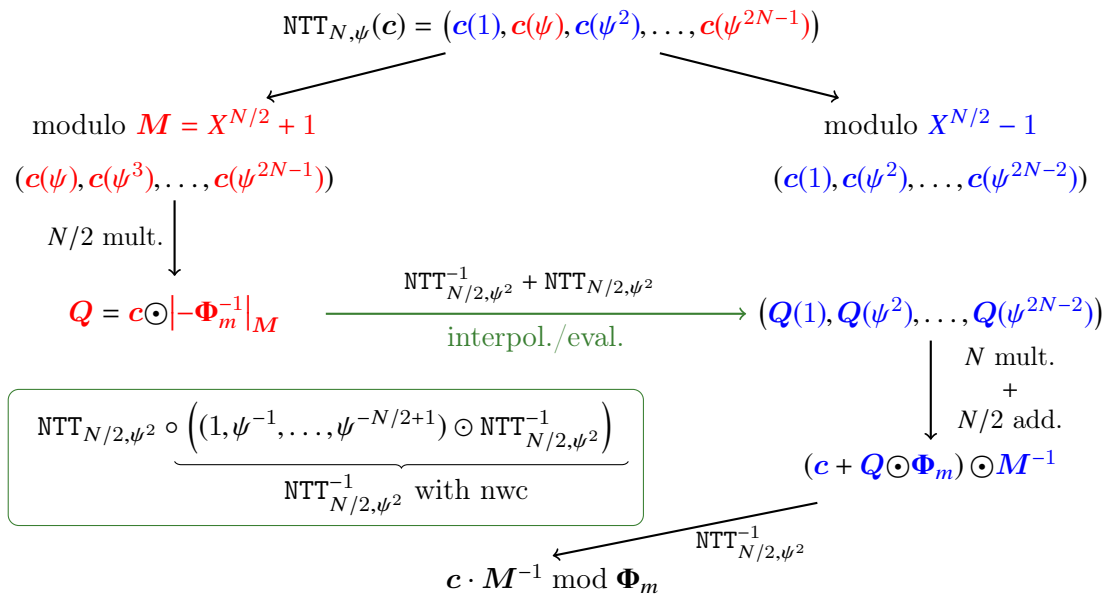 NTT_{N,ψ}(c) = (c(1), c(ψ), c(ψ^2), ..., c(ψ^{2N-1}))
modulo M = X^{N/2} + 1
modulo X^{N/2} − 1
(c(ψ), c(ψ^3), ..., c(ψ^{2N-1}))
(c(1), c(ψ^2), ..., c(ψ^{2N-2}))
N/2 mult.
NTT^{-1}_{N/2,ψ^2} + NTT_{N/2,ψ^2}
Q = c ⊙ |−Φ_m^{-1}|_M
interpol./eval.
(Q(1), Q(ψ^2), ..., Q(ψ^{2N-2}))
N mult.
+
N/2 add.
NTT_{N/2,ψ^2} ∘ ((1, ψ^{-1}, ..., ψ^{-N/2+1}) ⊙ NTT^{-1}_{N/2,ψ^2})
NTT^{-1}_{N/2,ψ^2} with nwc
(c + Q ⊙ Φ_m) ⊙ M^{-1}
NTT^{-1}_{N/2,ψ^2}
c · M^{-1} mod Φ_m